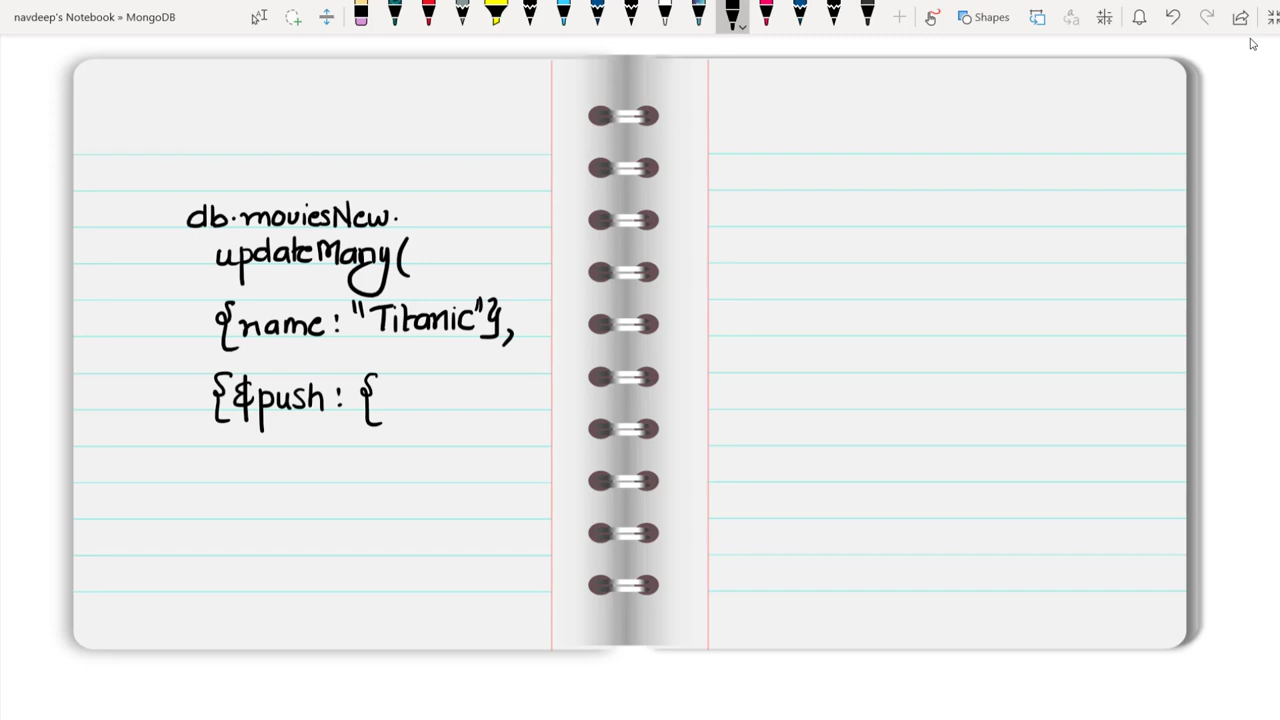 navdeep's Notebook » MongoDB
Shapes
db.moviesNew.
updateMany(
{name: "Titanic"},
{$push: {